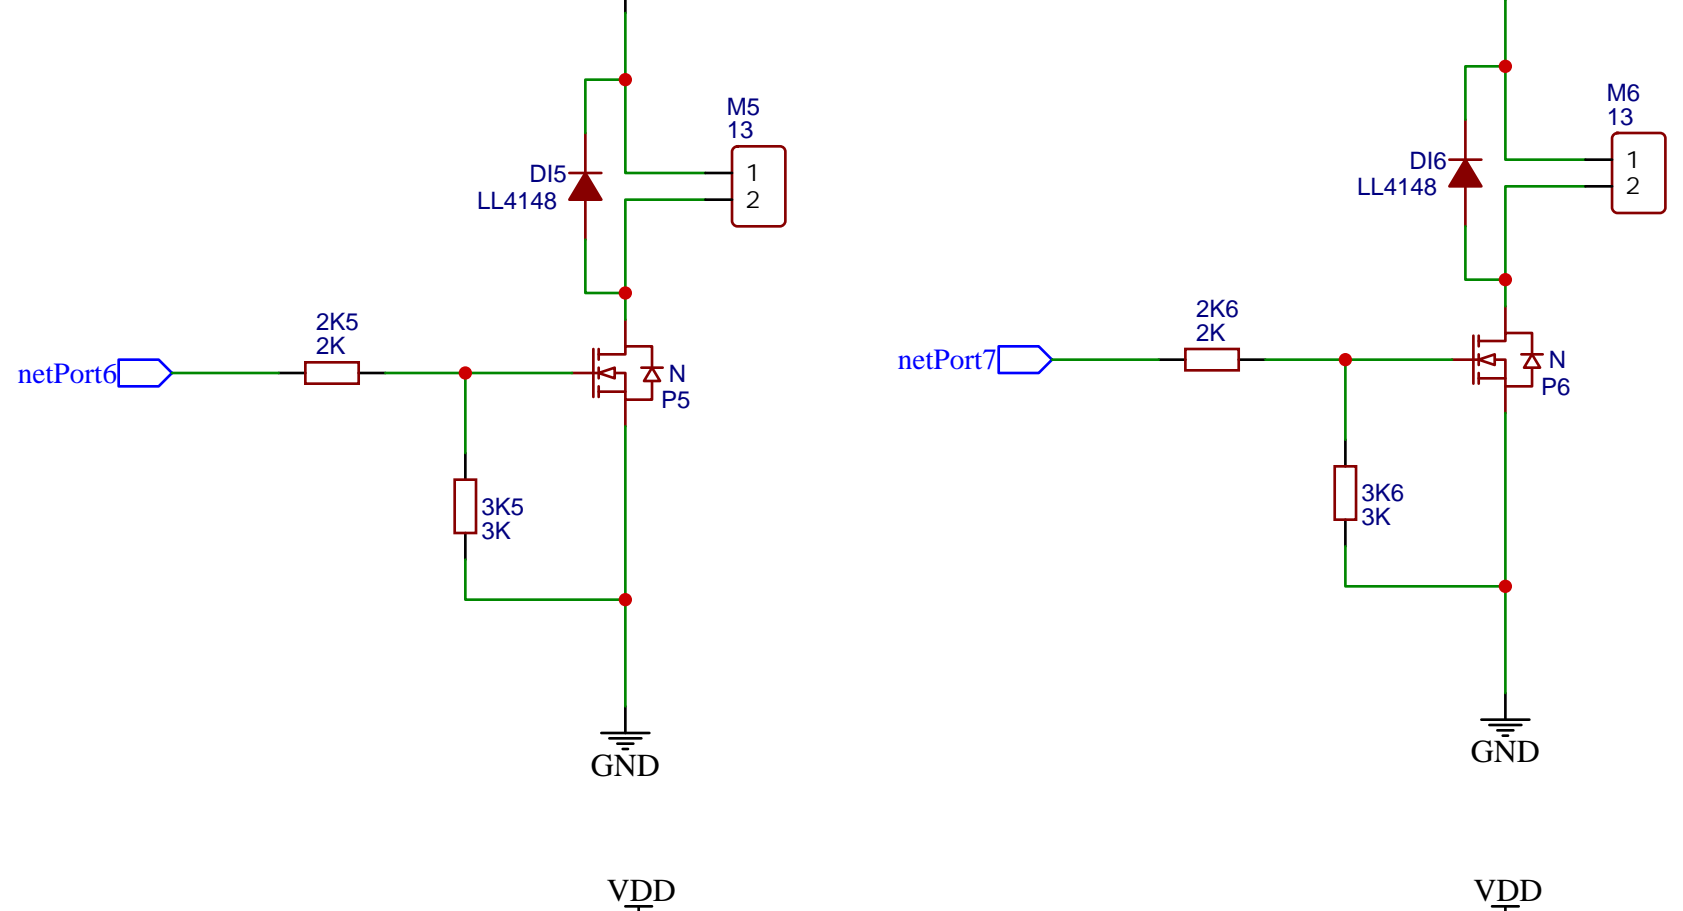 M5
13
1
2
DI5
LL4148
2K5
2K
netPort6
N
P5
3K5
3K
GND
VDD
M6
13
1
2
DI6
LL4148
2K6
2K
netPort7
N
P6
3K6
3K
GND
VDD